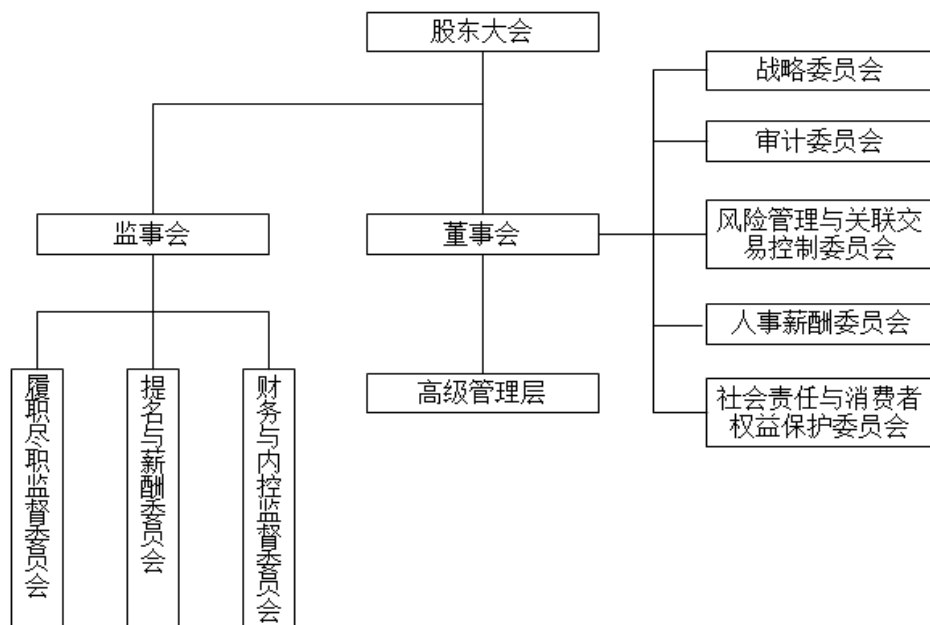 股东大会
战略委员会
审计委员会
监事会
董事会
风险管理与关联交
易控制委员会
人事薪酬委员会
高级管理层
社会责任与消费者
权益保护委员会
履职尽职监督委员会
提名与薪酬委员会
财务与内控监督委员会